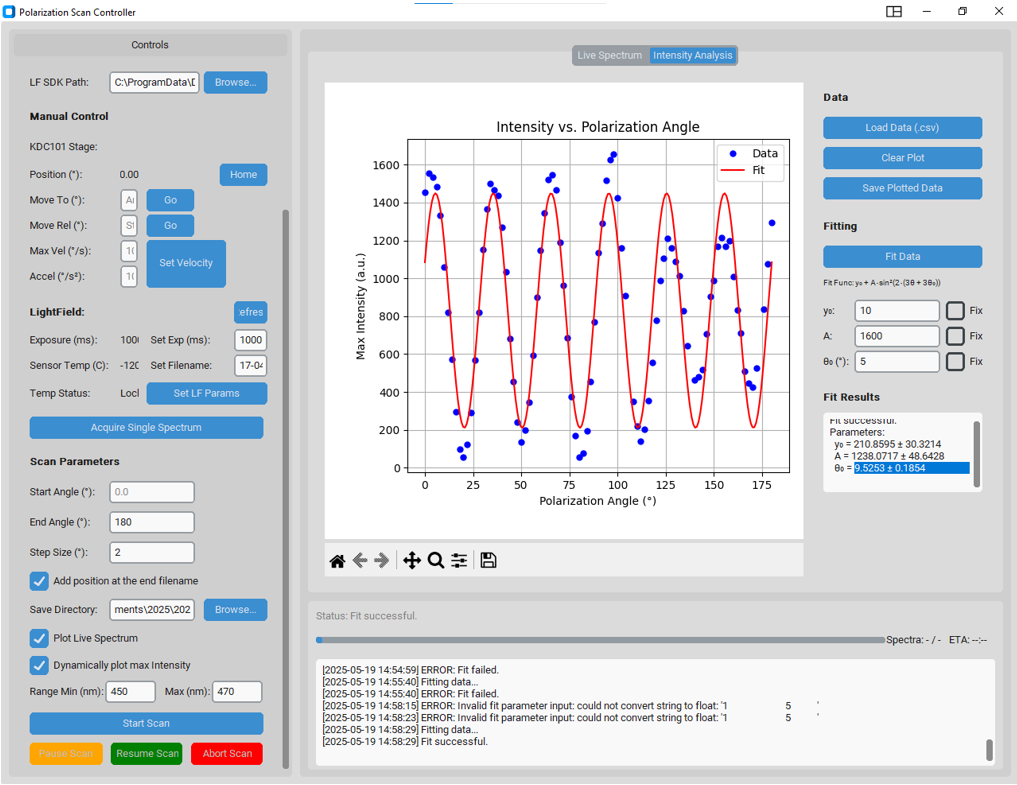 Polarization Scan Controller
Controls
LF SDK Path: C:\ProgramData\ Browse...
Manual Control
KDC101 Stage:
Position (°): 0.00 Home
Move To (°): Go
Move Rel (°): Go
Max Vel (°/s):
Set Velocity
Accel (°/s²):
LightField: efres
Exposure (ms): 100 Set Exp (ms): 1000
Sensor Temp (C): -120 Set Filename: 17-04
Temp Status: Loc Set LF Params
Acquire Single Spectrum
Scan Parameters
Start Angle (°): 0.0
End Angle (°): 180
Step Size (°): 2
Add position at the end filename
Save Directory: ments\2025\202 Browse...
Plot Live Spectrum
Dynamically plot max Intensity
Range Min (nm): 450 Max (nm): 470
Start Scan
Pause Scan Resume Scan Abort Scan
Live Spectrum Intensity Analysis
Intensity vs. Polarization Angle
Data
Fit
1600
1400
1200
1000
800
600
400
200
0
Max Intensity (a.u.)
0 25 50 75 100 125 150 175
Polarization Angle (°)
Data
Load Data (.csv)
Clear Plot
Save Plotted Data
Fitting
Fit Data
Fit Func: y₀ + A·sin²(2·(3θ + 3θ₀))
y₀: 10 Fix
A: 1600 Fix
θ₀ (°): 5 Fix
Fit Results
Fit successful.
Parameters:
y₀ = 210.8595 ± 30.3214
A = 1238.0717 ± 48.6428
θ₀ = 9.5253 ± 0.1854
Status: Fit successful.
Spectra: - / - ETA: --:--
[2025-05-19 14:54:59] ERROR: Fit failed.
[2025-05-19 14:55:40] Fitting data...
[2025-05-19 14:55:40] ERROR: Fit failed.
[2025-05-19 14:58:15] ERROR: Invalid fit parameter input: could not convert string to float: '1 5 '
[2025-05-19 14:58:23] ERROR: Invalid fit parameter input: could not convert string to float: '1 5 '
[2025-05-19 14:58:29] Fitting data...
[2025-05-19 14:58:29] Fit successful.